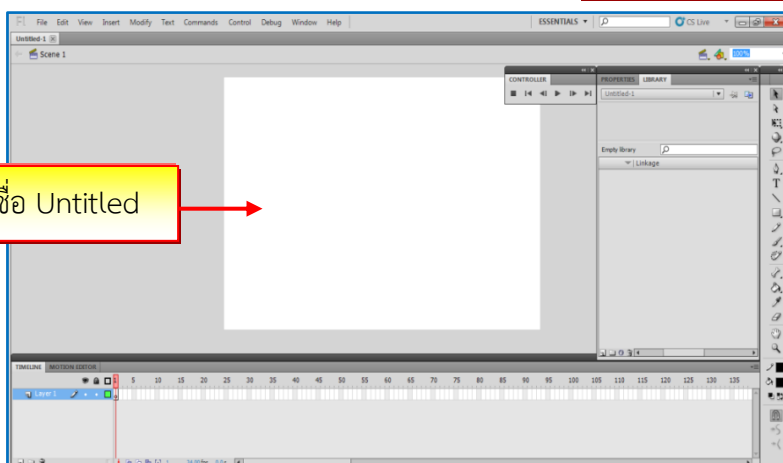 Fl File Edit View Insert Modify Text Commands Control Debug Window Help ESSENTIALS CS Live
Untitled-1
Scene 1 100%
CONTROLLER PROPERTIES LIBRARY
Untitled-1
Empty library
Linkage
ชื่อ Untitled
TIMELINE MOTION EDITOR
1 5 10 15 20 25 30 35 40 45 50 55 60 65 70 75 80 85 90 95 100 105 110 115 120 125 130 135
Layer 1